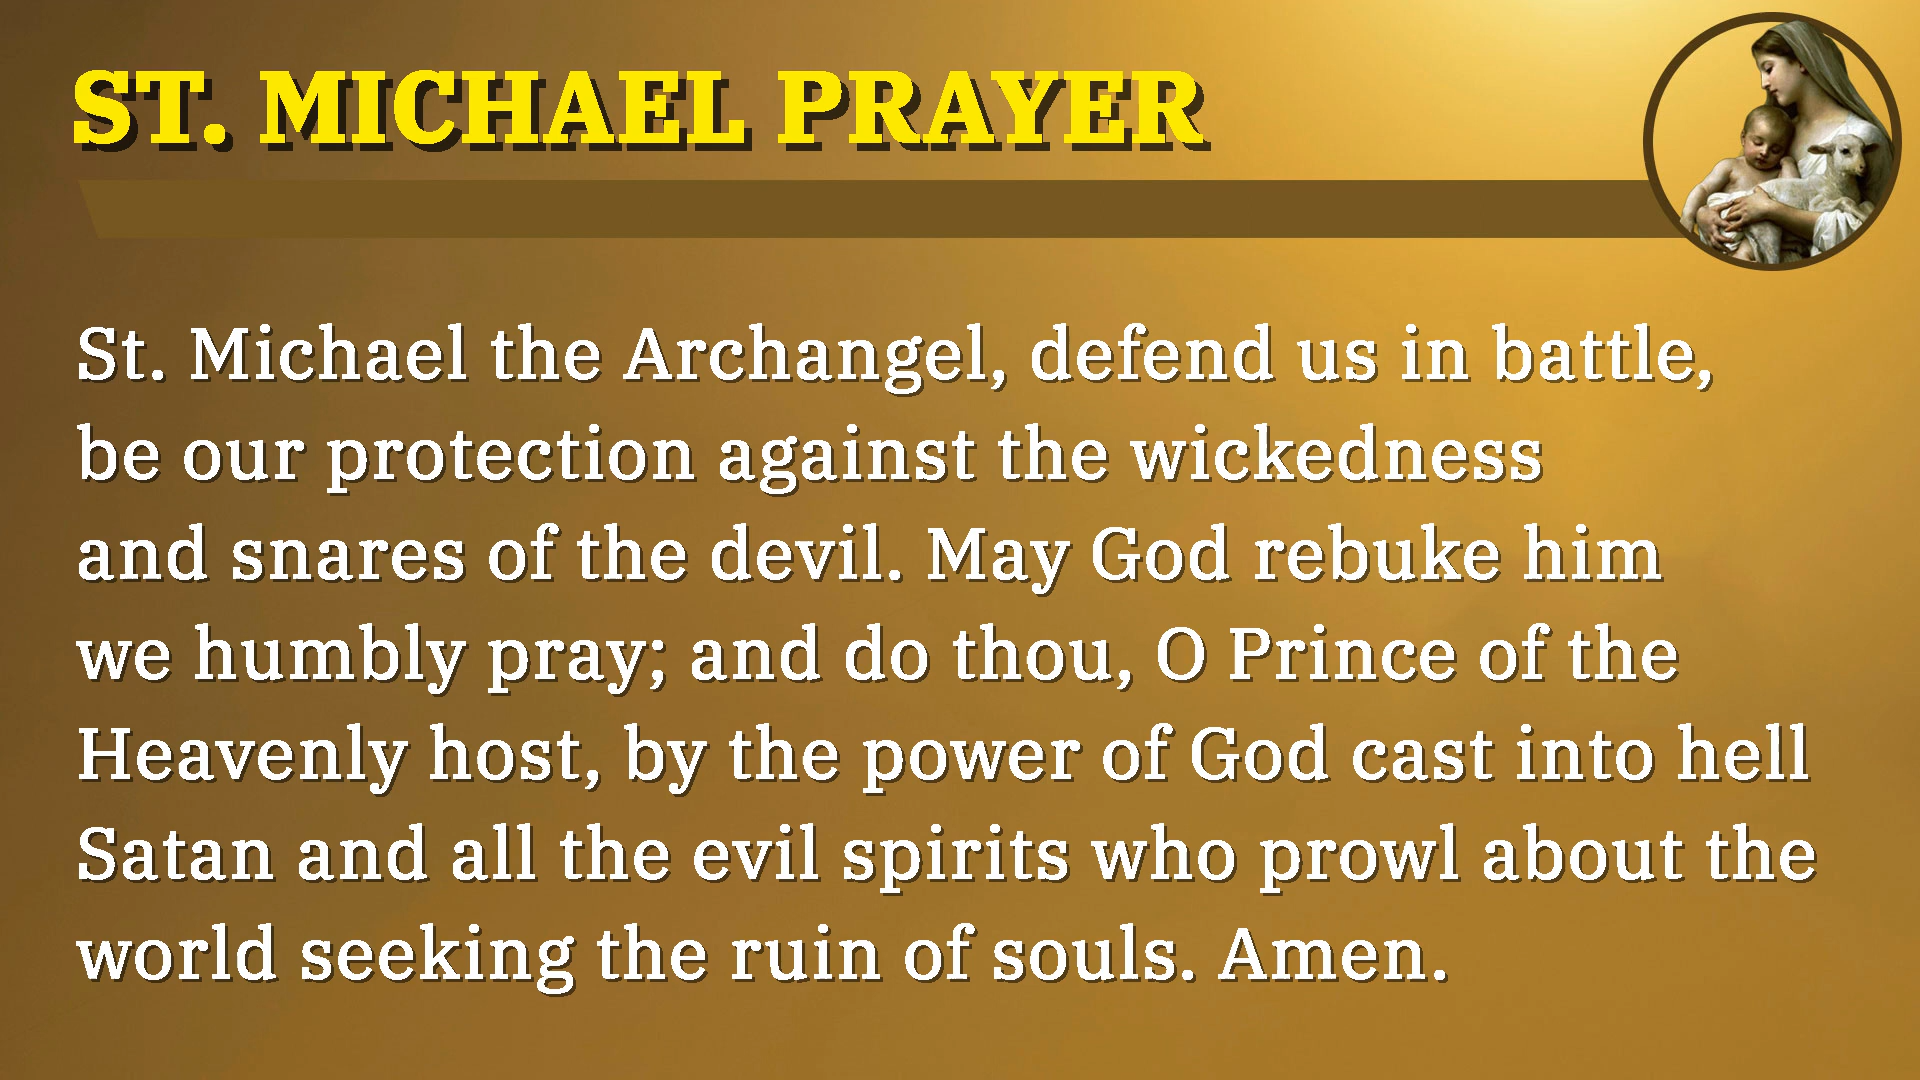 ST. MICHAEL PRAYER
St. Michael the Archangel, defend us in battle,
be our protection against the wickedness
and snares of the devil. May God rebuke him
we humbly pray; and do thou, O Prince of the
Heavenly host, by the power of God cast into hell
Satan and all the evil spirits who prowl about the
world seeking the ruin of souls. Amen.